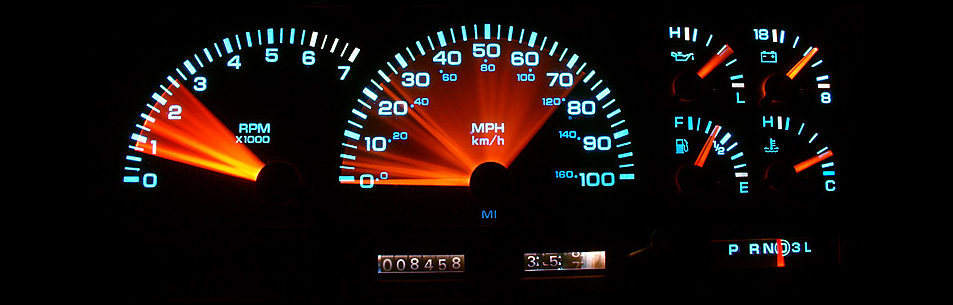 0 1 2 3 4 5 6 7
RPM
X1000
0 10 20 30 40 50 60 70 80 90 100
0 20 40 60 80 100 120 140 160
MPH
km/h
MI
008458
H
L
18
8
F
1/2
E
H
C
P R N D 3 L